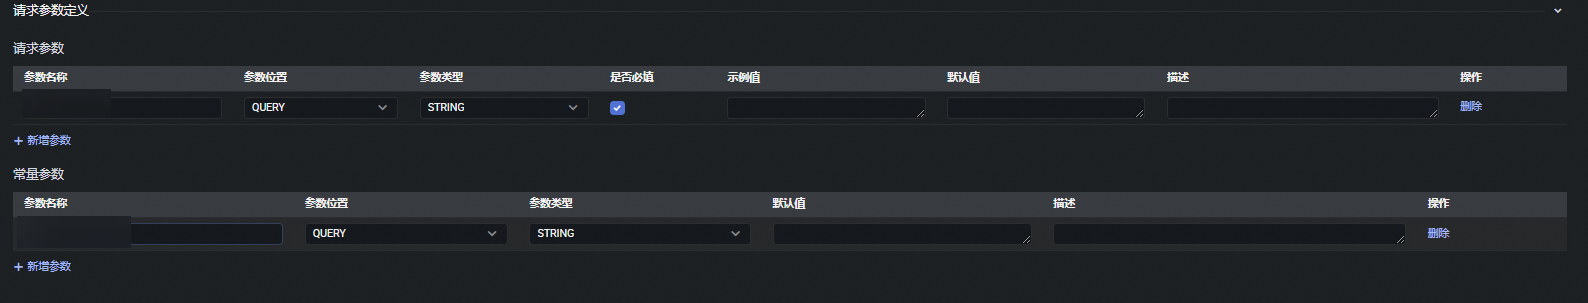 请求参数定义
请求参数
参数名称 参数位置 参数类型 是否必填 示例值 默认值 描述 操作
QUERY STRING 删除
+ 新增参数
常量参数
参数名称 参数位置 参数类型 默认值 描述 操作
QUERY STRING 删除
+ 新增参数